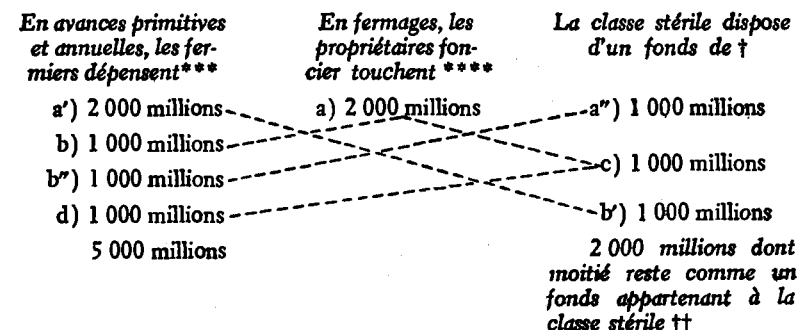 En avances primitives
et annuelles, les fer-
miers dépensent***
a') 2 000 millions
b) 1 000 millions
b") 1 000 millions
d) 1 000 millions
5 000 millions
En fermages, les
propriétaires fon-
cier touchent ****
a) 2 000 millions
La classe stérile dispose
d'un fonds de †
a") 1 000 millions
c) 1 000 millions
b') 1 000 millions
2 000 millions dont
moitié reste comme un
fonds appartenant à la
classe stérile ††